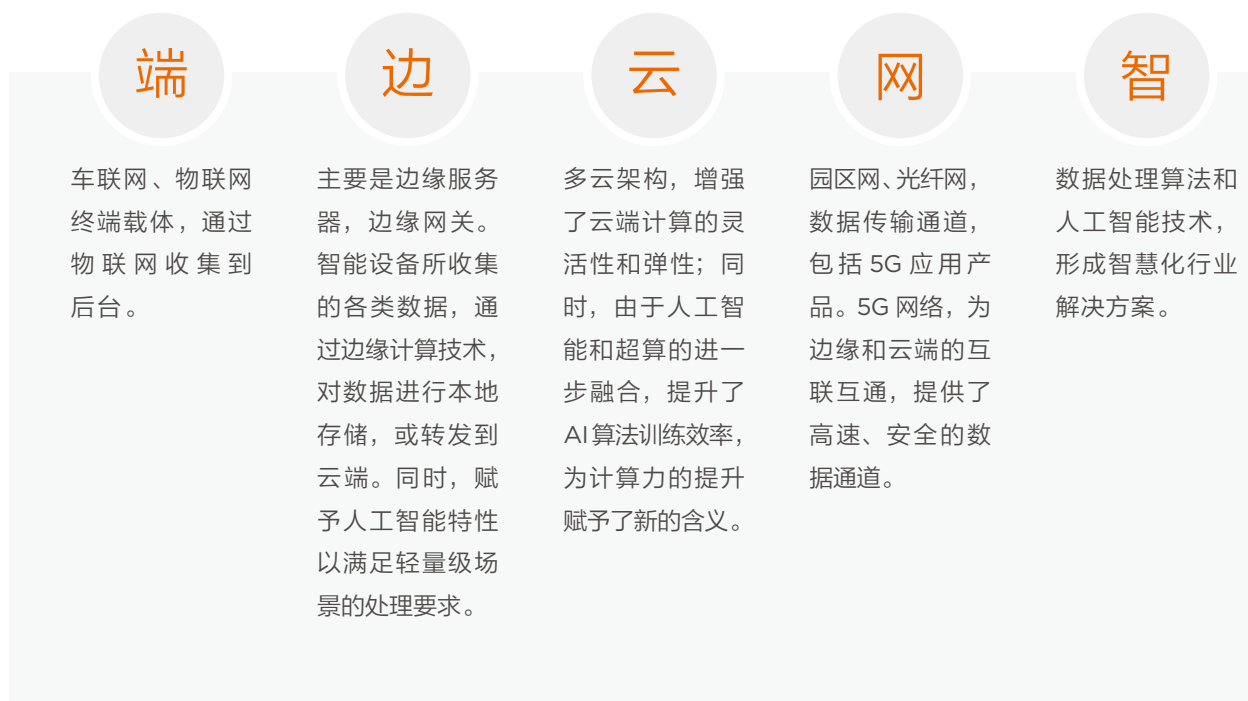 端
车联网、物联网
终端载体，通过
物联网收集到
后台。
边
主要是边缘服务
器，边缘网关。
智能设备所收集
的各类数据，通
过边缘计算技术，
对数据进行本地
存储，或转发到
云端。同时，赋
予人工智能特性
以满足轻量级场
景的处理要求。
云
多云架构，增强
了云端计算的灵
活性和弹性；同
时，由于人工智
能和超算的进一
步融合，提升了
AI算法训练效率，
为计算力的提升
赋予了新的含义。
网
园区网、光纤网，
数据传输通道，
包括 5G 应用产
品。5G 网络，为
边缘和云端的互
联互通，提供了
高速、安全的数
据通道。
智
数据处理算法和
人工智能技术，
形成智慧化行业
解决方案。